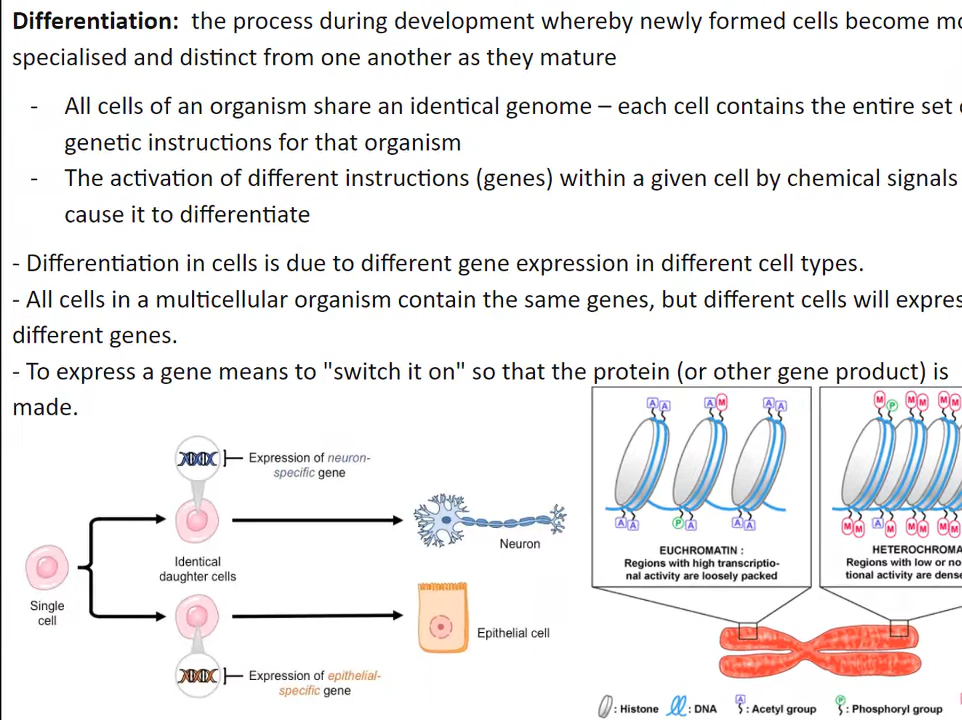 Differentiation: the process during development whereby newly formed cells become
specialised and distinct from one another as they mature
- All cells of an organism share an identical genome – each cell contains the entire set
genetic instructions for that organism
- The activation of different instructions (genes) within a given cell by chemical signals
cause it to differentiate
- Differentiation in cells is due to different gene expression in different cell types.
- All cells in a multicellular organism contain the same genes, but different cells will expres
different genes.
- To express a gene means to "switch it on" so that the protein (or other gene product) is
made.
Expression of neuron-
specific gene
Identical
daughter cells
Single
cell
Neuron
Epithelial cell
Expression of epithelial-
specific gene
A A A M A A
A A P A A A
EUCHROMATIN :
Regions with high transcriptio-
nal activity are loosely packed
M P M M M M
M M A M M M M M
HETEROCHROMA
Regions with low or no
tional activity are dense
: Histone
: DNA
A : Acetyl group
P : Phosphoryl group